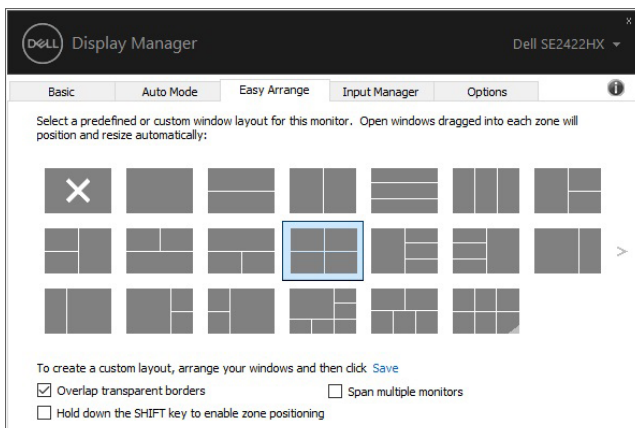 DELL Display Manager
Dell SE2422HX
Basic
Auto Mode
Easy Arrange
Input Manager
Options
Select a predefined or custom window layout for this monitor. Open windows dragged into each zone will
position and resize automatically:
To create a custom layout, arrange your windows and then click Save
Overlap transparent borders
Span multiple monitors
Hold down the SHIFT key to enable zone positioning